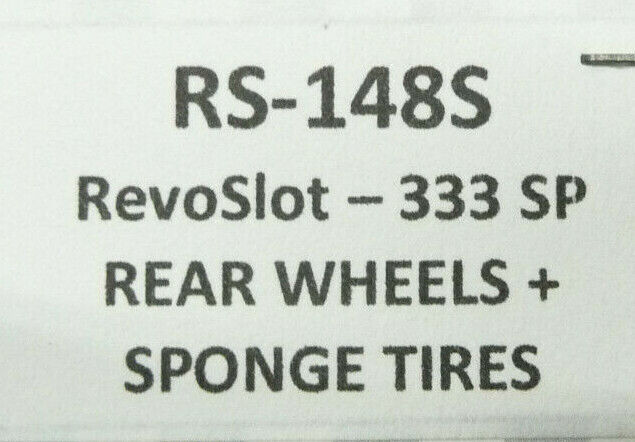 RS-148S
RevoSlot – 333 SP
REAR WHEELS +
SPONGE TIRES